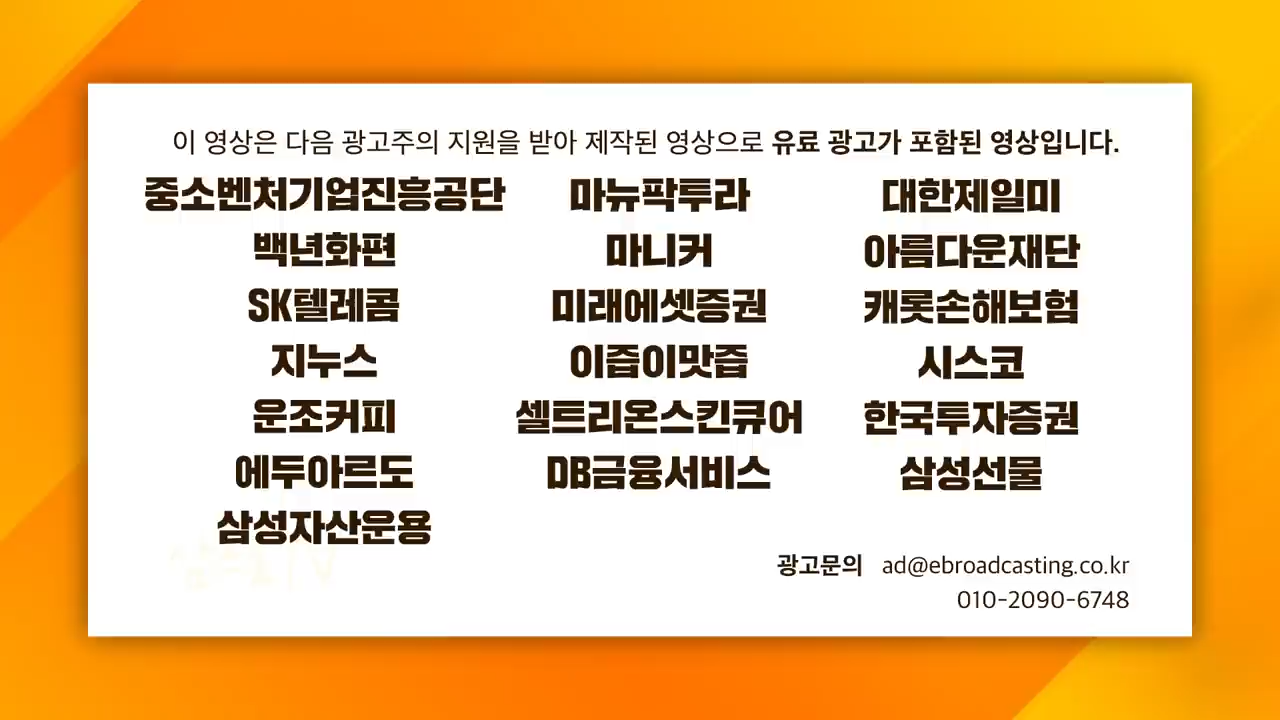 이 영상은 다음 광고주의 지원을 받아 제작된 영상으로 유료 광고가 포함된 영상입니다.
중소벤처기업진흥공단 마뉴팍투라 대한제일미
백년화편 마니커 아름다운재단
SK텔레콤 미래에셋증권 캐롯손해보험
지누스 이즙이맛즙 시스코
운조커피 셀트리온스킨큐어 한국투자증권
에두아르도 DB금융서비스 삼성선물
삼성자산운용
광고문의 ad@ebroadcasting.co.kr
010-2090-6748